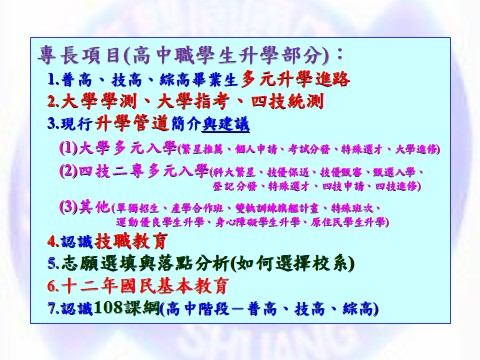 專長項目(高中職學生升學部分)：
1.普高、技高、綜高畢業生多元升學進路
2.大學學測、大學指考、四技統測
3.現行升學管道簡介與建議
(1)大學多元入學(繁星推薦、個人申請、考試分發、特殊選才、大學進修)
(2)四技二專多元入學(科大繁星、技優保送、技優甄審、甄選入學、
登記分發、特殊選才、四技申請、四技進修)
(3)其他(單獨招生、產學合作班、雙軌訓練旗艦計畫、特殊班次、
運動優良學生升學、身心障礙學生升學、原住民學生升學)
4.認識技職教育
5.志願選填與落點分析(如何選擇校系)
6.十二年國民基本教育
7.認識108課綱(高中階段－普高、技高、綜高)
SHUANG